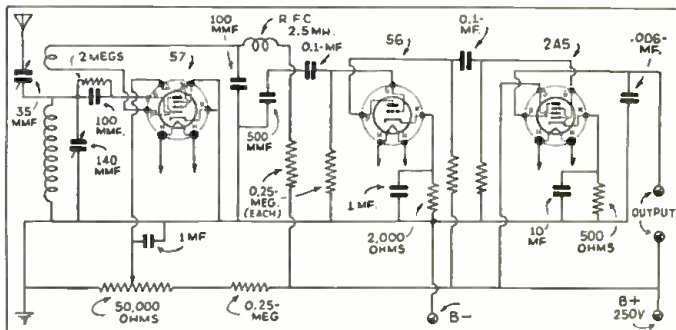 100
MMF
R F C
2.5 MH.
0.1-MF
56
0.1-
MF.
2A5
.006-
MF.
2 MEGS
57
35
MMF
100
MMF.
140
MMF
500
MMF
0.25-
MEG.
(EACH)
1 MF.
2,000
OHMS
10
MF
500
OHMS
OUTPUT
1 MF
50,000
OHMS
0.25-
MEG
B-
B+
250V